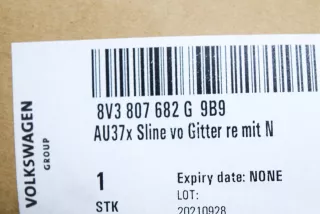 8V3 807 682 G 9B9
AU37x Sline vo Gitter re mit N
VOLKSWAGEN
GROUP
1
Expiry date: NONE
STK
LOT:
20210928